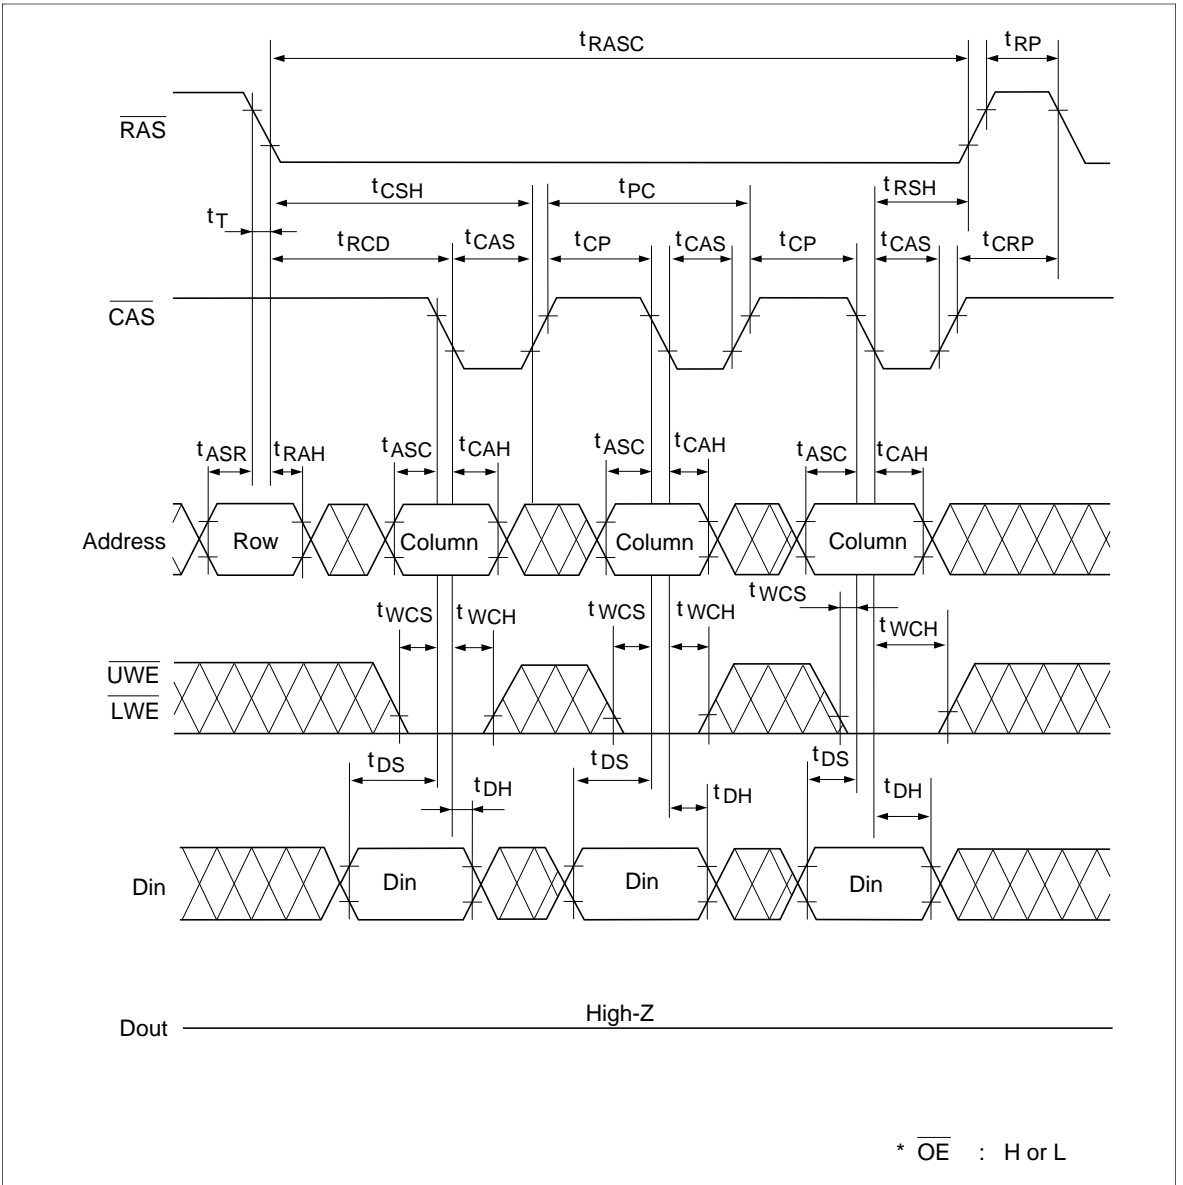 tRASC tRP
RAS
tCSH tPC tRSH
tT
tRCD tCAS tCP tCAS tCP tCAS tCRP
CAS
tASR tRAH tASC tCAH tASC tCAH tASC tCAH
Address Row Column Column Column
tWCS tWCH tWCS tWCH tWCS tWCH
UWE
LWE
tDS tDH tDS tDH tDS tDH
Din Din Din Din
High-Z
Dout
* OE : H or L